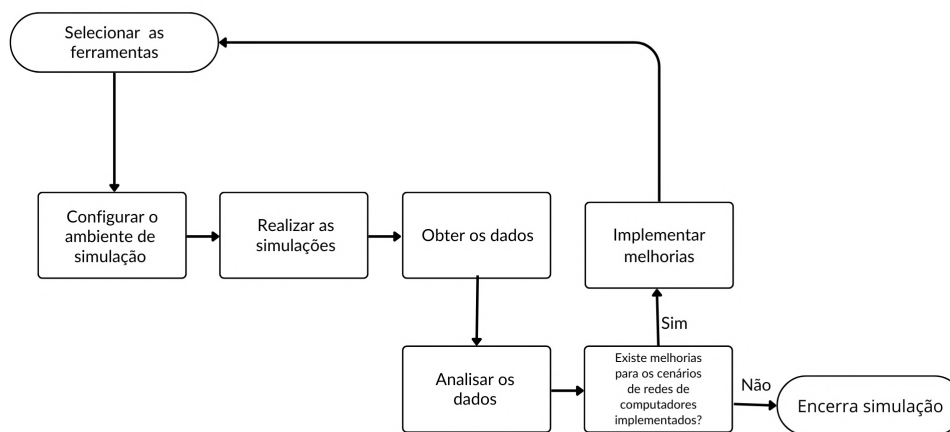 Selecionar as
ferramentas
Configurar o
ambiente de
simulação
Realizar as
simulações
Obter os dados
Implementar
melhorias
Sim
Analisar os
dados
Existe melhorias
para os cenários
de redes de
computadores
implementados?
Não
Encerra simulação